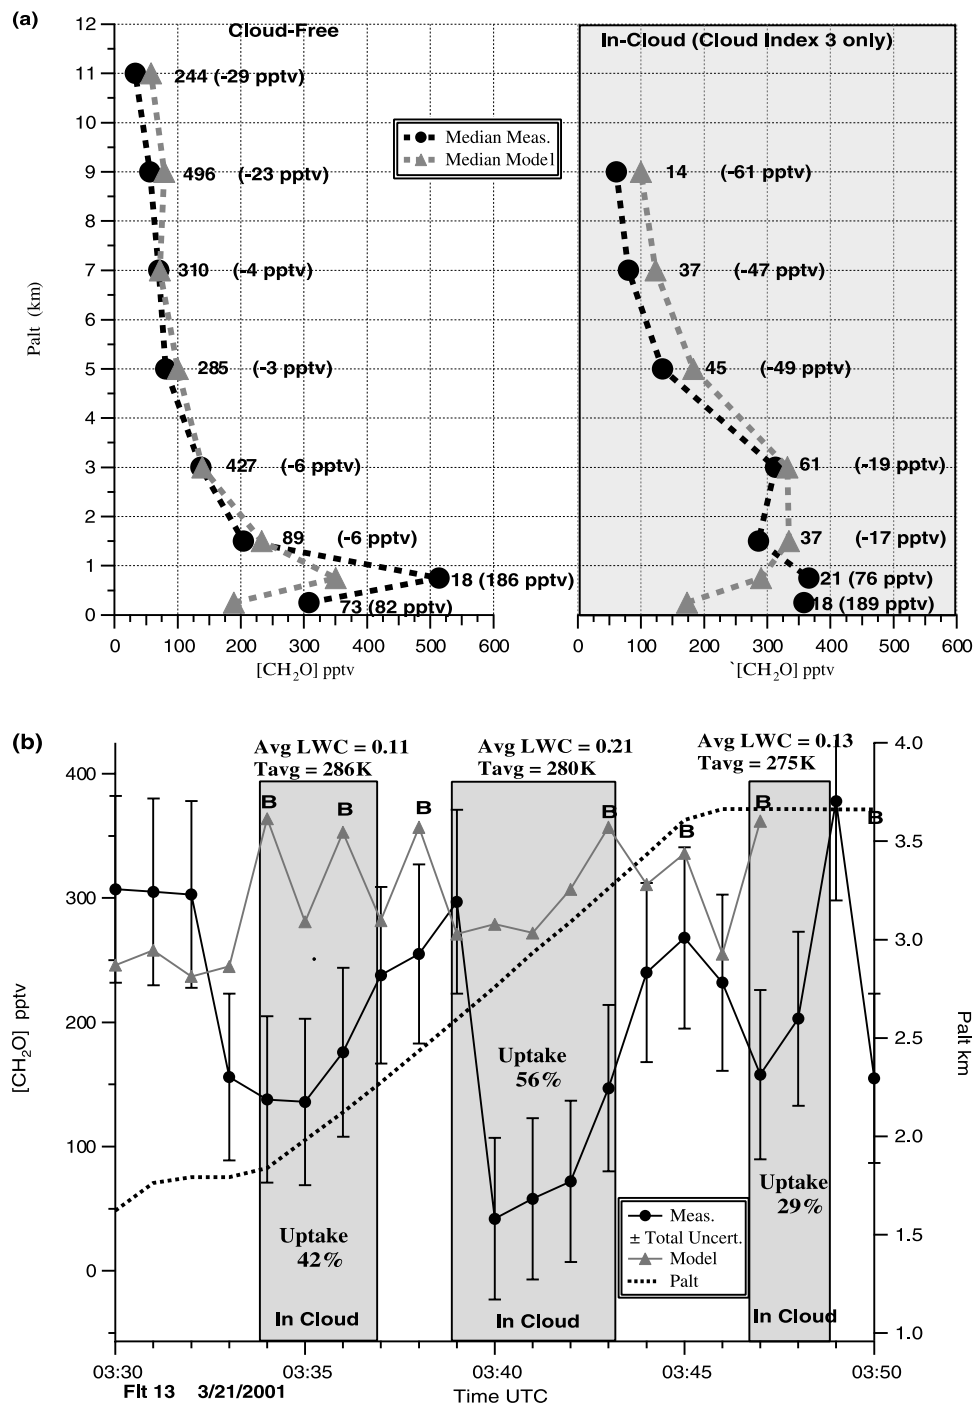 (a)
Cloud-Free
In-Cloud (Cloud Index 3 only)
12
11
10
9
8
7
6
5
4
3
2
1
0
Palt (km)
244 (-29 pptv)
496 (-23 pptv)
310 (-4 pptv)
285 (-3 pptv)
427 (-6 pptv)
89 (-6 pptv)
18 (186 pptv)
73 (82 pptv)
Median Meas.
Median Model
14 (-61 pptv)
37 (-47 pptv)
45 (-49 pptv)
61 (-19 pptv)
37 (-17 pptv)
21 (76 pptv)
18 (189 pptv)
0 100 200 300 400 500 600
0 100 200 300 400 500 600
[CH₂O] pptv
`[CH₂O] pptv
(b)
Avg LWC = 0.11
Tavg = 286K
Avg LWC = 0.21
Tavg = 280K
Avg LWC = 0.13
Tavg = 275K
400
300
200
100
0
[CH₂O] pptv
4.0
3.5
3.0
2.5
2.0
1.5
1.0
Palt km
B
B
B
B
B
B
B
Uptake
42%
Uptake
56%
Uptake
29%
In Cloud
In Cloud
In Cloud
Meas.
± Total Uncert.
Model
Palt
03:30 03:35 03:40 03:45 03:50
Flt 13 3/21/2001
Time UTC